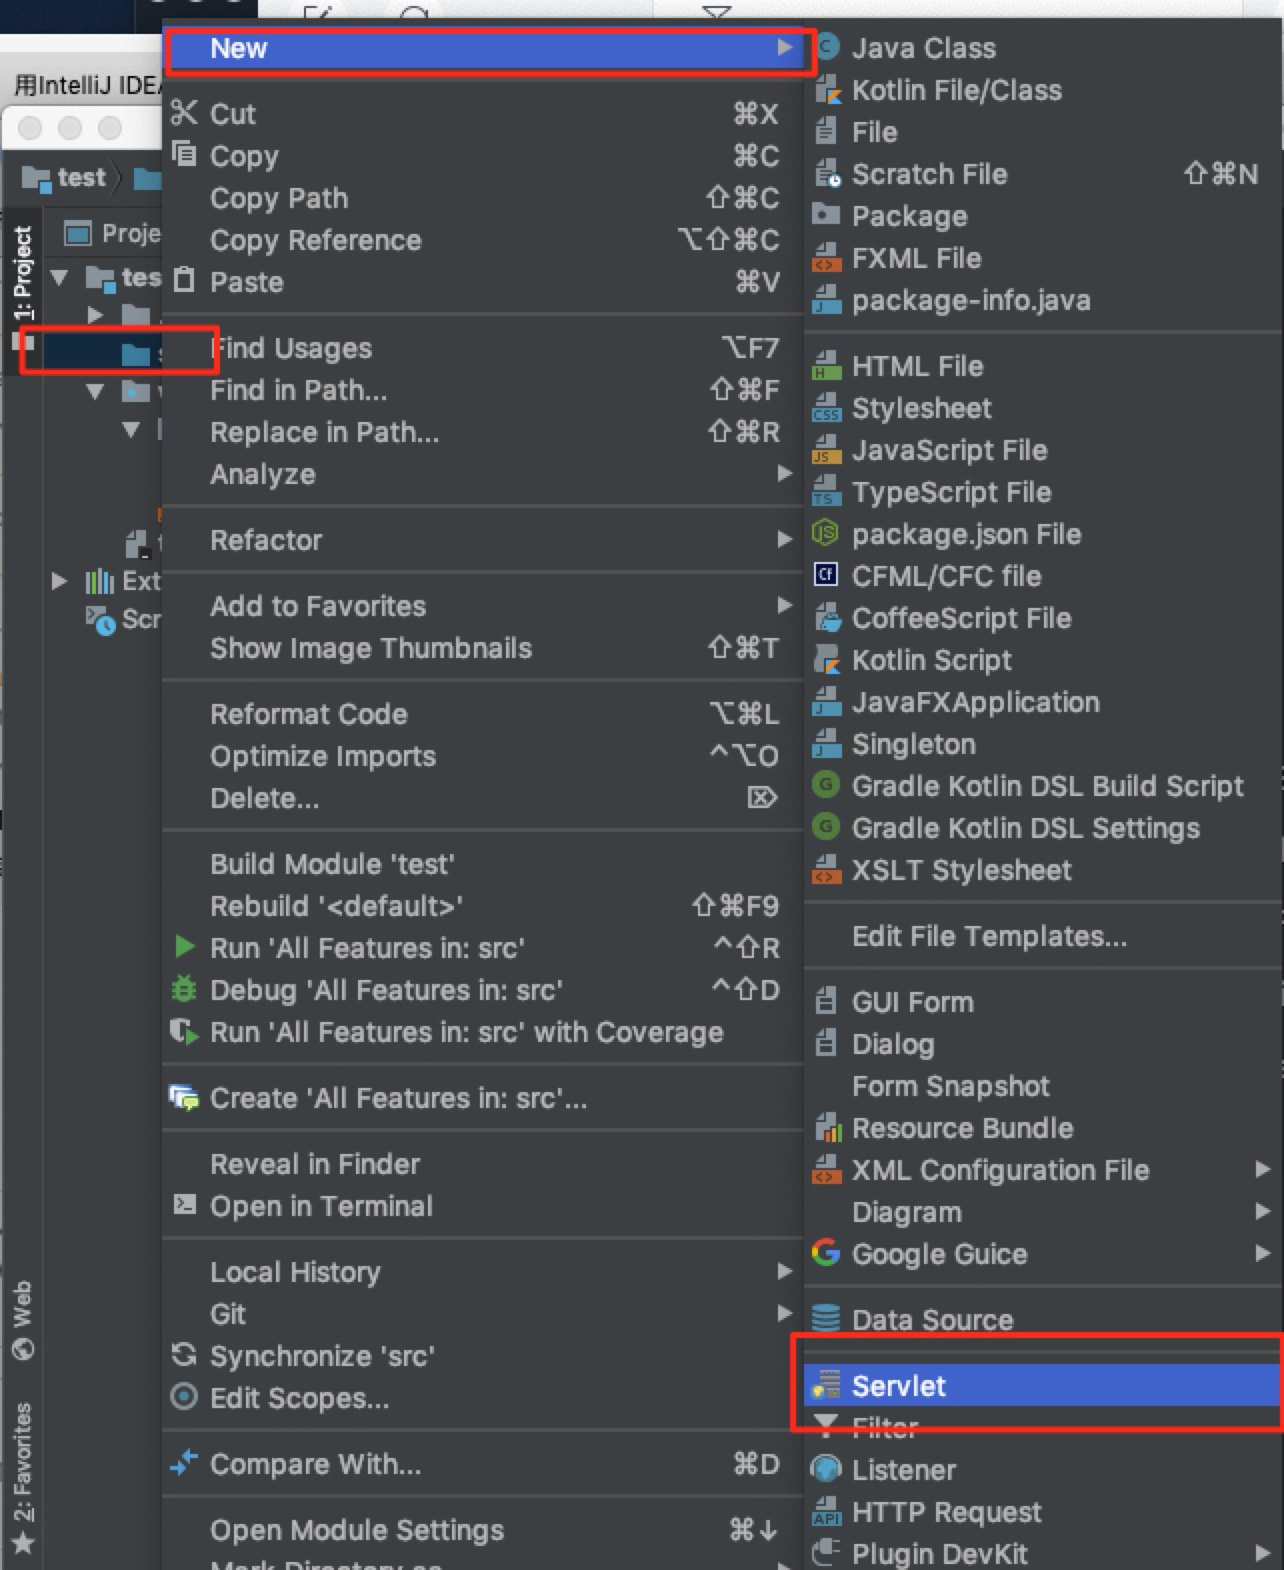 用IntelliJ IDEA
test
1: Project
Proje
tes
Ext
Scr
Web
2: Favorites
New
Cut ⌘X
Copy ⌘C
Copy Path ⇧⌘C
Copy Reference ⌥⇧⌘C
Paste ⌘V
Find Usages ⌥F7
Find in Path... ⇧⌘F
Replace in Path... ⇧⌘R
Analyze
Refactor
Add to Favorites
Show Image Thumbnails ⇧⌘T
Reformat Code ⌥⌘L
Optimize Imports ^⌥O
Delete... ⌦
Build Module 'test'
Rebuild '<default>' ⇧⌘F9
Run 'All Features in: src' ^⇧R
Debug 'All Features in: src' ^⇧D
Run 'All Features in: src' with Coverage
Create 'All Features in: src'...
Reveal in Finder
Open in Terminal
Local History
Git
Synchronize 'src'
Edit Scopes...
Compare With... ⌘D
Open Module Settings ⌘↓
Mark Directory as
Java Class
Kotlin File/Class
File
Scratch File ⇧⌘N
Package
FXML File
package-info.java
HTML File
Stylesheet
JavaScript File
TypeScript File
package.json File
CFML/CFC file
CoffeeScript File
Kotlin Script
JavaFXApplication
Singleton
Gradle Kotlin DSL Build Script
Gradle Kotlin DSL Settings
XSLT Stylesheet
Edit File Templates...
GUI Form
Dialog
Form Snapshot
Resource Bundle
XML Configuration File
Diagram
Google Guice
Data Source
Servlet
Filter
Listener
HTTP Request
Plugin DevKit